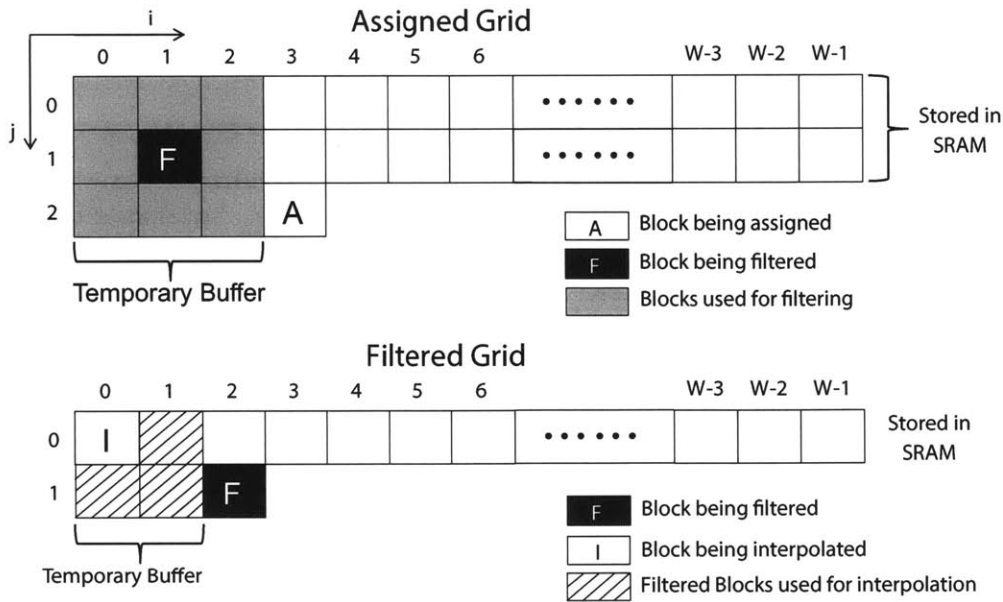 i
Assigned Grid
0 1 2 3 4 5 6 W-3 W-2 W-1
j
0
1
2
F
A
Stored in
SRAM
Temporary Buffer
A Block being assigned
F Block being filtered
Blocks used for filtering
Filtered Grid
0 1 2 3 4 5 6 W-3 W-2 W-1
0
I
Stored in
SRAM
1
F
Temporary Buffer
F Block being filtered
I Block being interpolated
Filtered Blocks used for interpolation